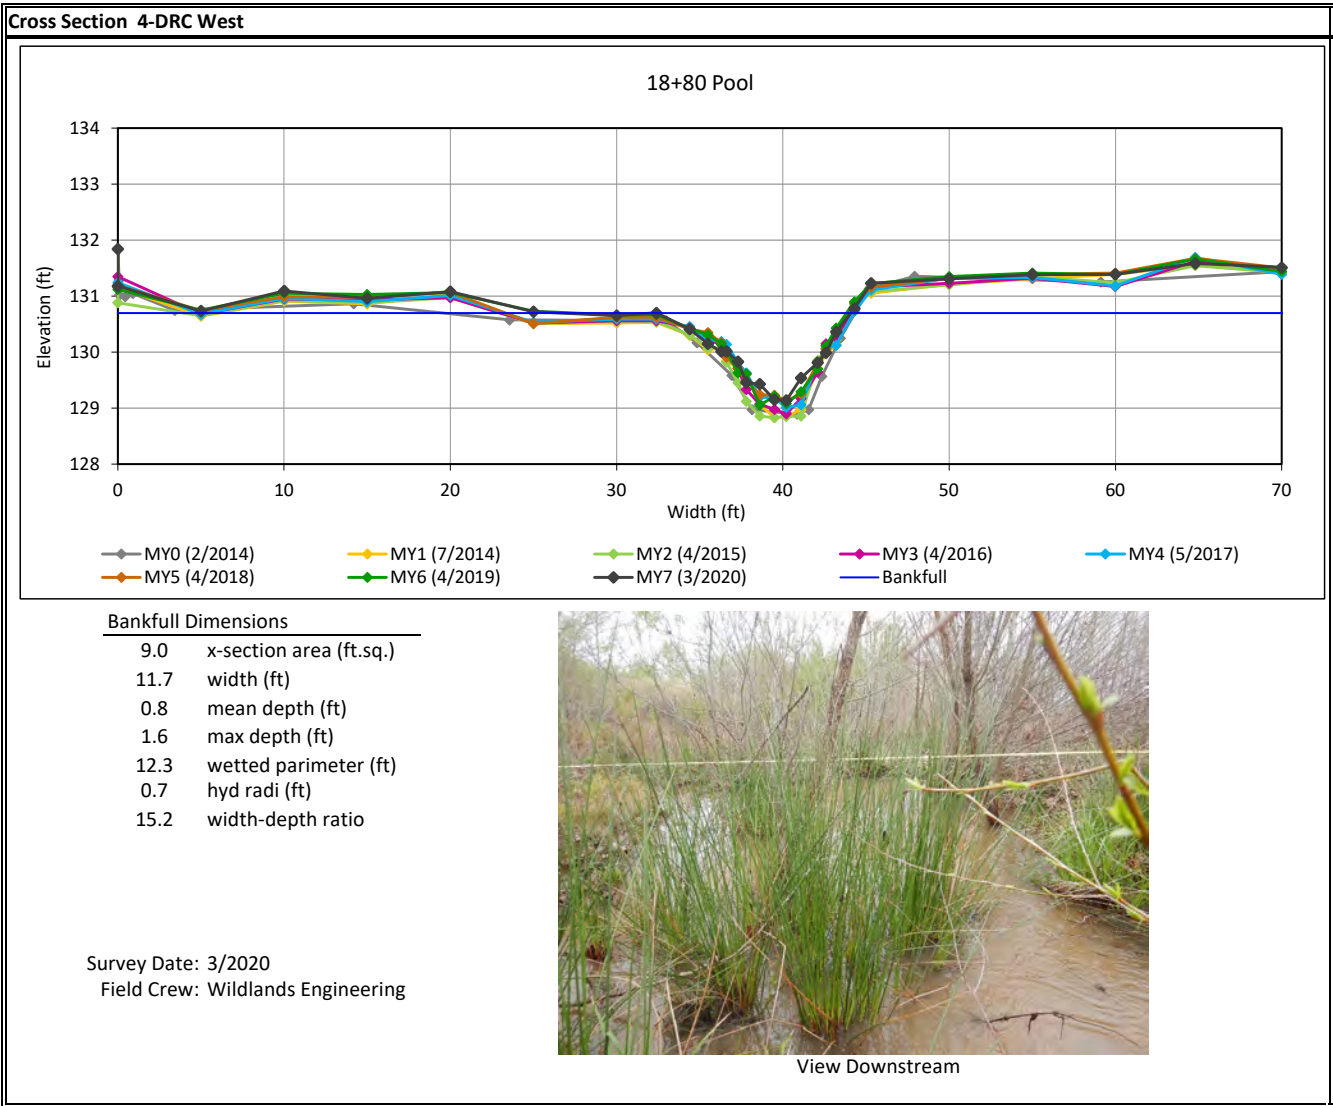 Cross Section 4-DRC West
18+80 Pool
134
133
132
131
130
129
128
Elevation (ft)
0 10 20 30 40 50 60 70
Width (ft)
MY0 (2/2014) MY1 (7/2014) MY2 (4/2015) MY3 (4/2016) MY4 (5/2017)
MY5 (4/2018) MY6 (4/2019) MY7 (3/2020) Bankfull
Bankfull Dimensions
9.0 x-section area (ft.sq.)
11.7 width (ft)
0.8 mean depth (ft)
1.6 max depth (ft)
12.3 wetted parimeter (ft)
0.7 hyd radi (ft)
15.2 width-depth ratio
Survey Date: 3/2020
Field Crew: Wildlands Engineering
View Downstream